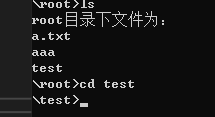 \root>ls
root目录下文件为：
a.txt
aaa
test
\root>cd test
\test>